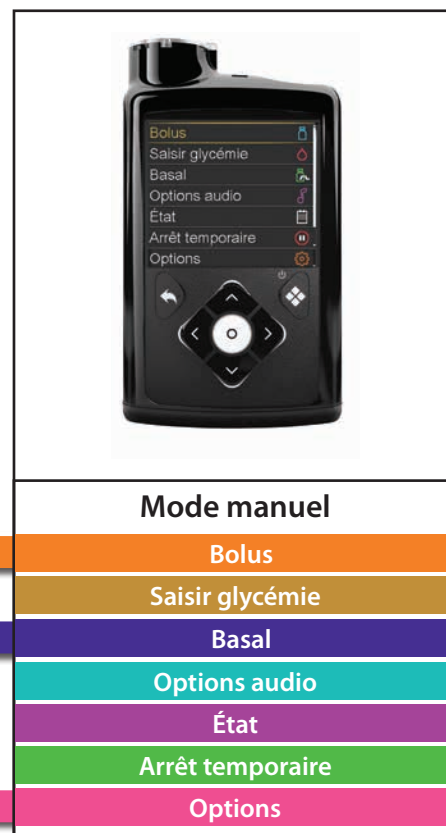 Bolus
Saisir glycémie
Basal
Options audio
État
Arrêt temporaire
Options
Mode manuel
Bolus
Saisir glycémie
Basal
Options audio
État
Arrêt temporaire
Options